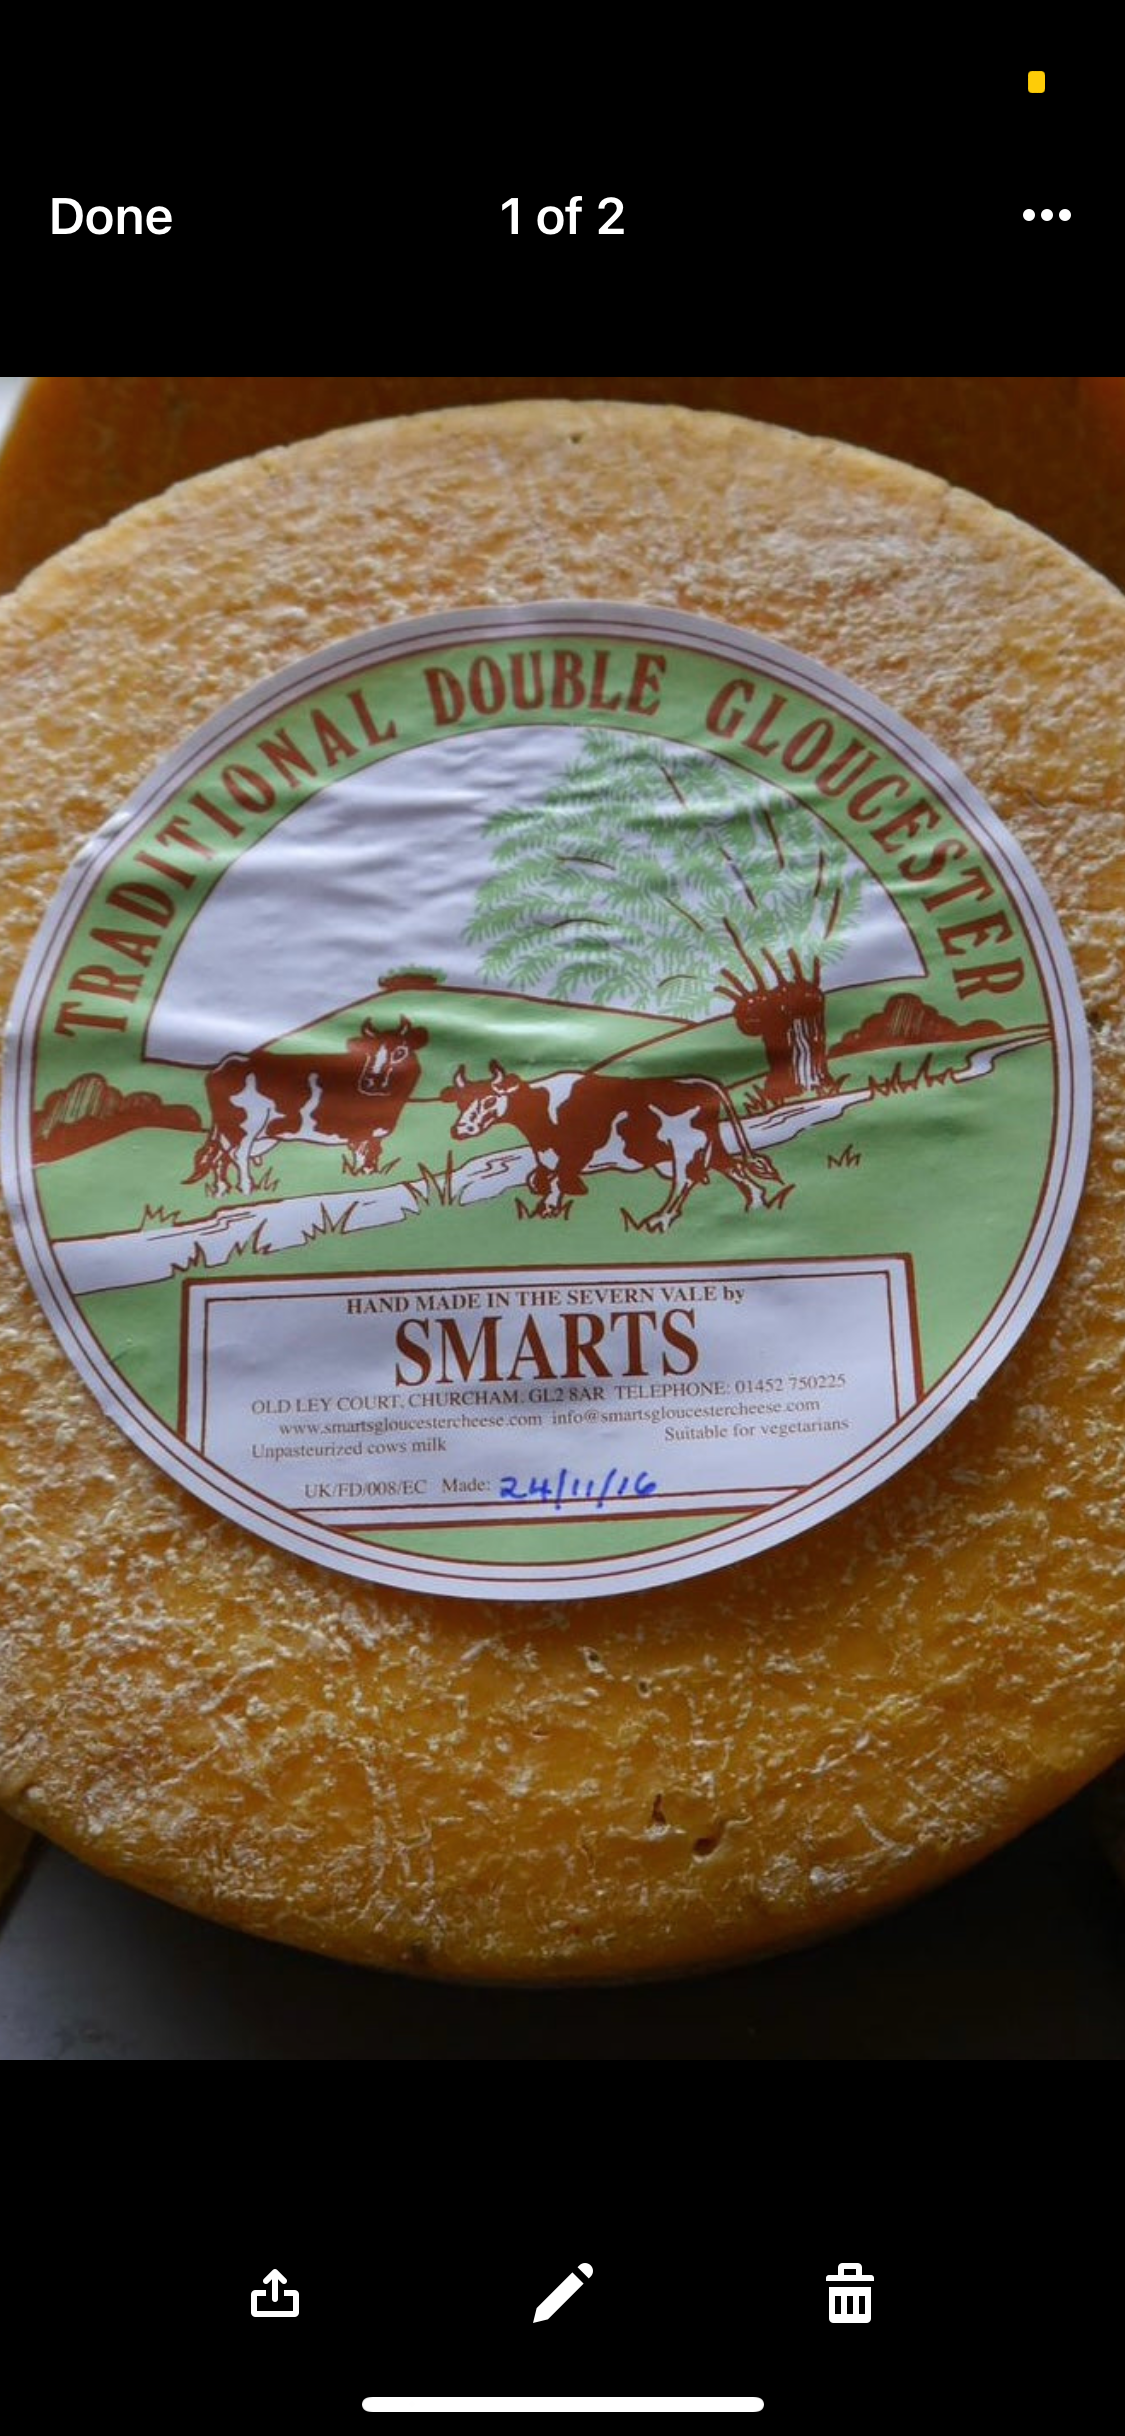 Done
1 of 2
TRADITIONAL DOUBLE GLOUCESTER
HAND MADE IN THE SEVERN VALE by
SMARTS
OLD LEY COURT, CHURCHAM. GL2 8AR TELEPHONE: 01452 750225
www.smartsgloucestercheese.com info@smartsgloucestercheese.com
Unpasteurized cows milk Suitable for vegetarians
UK/FD/008/EC Made: 24/11/16